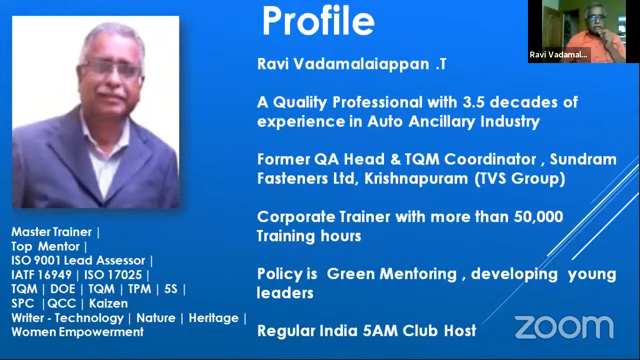 Profile
Ravi Vadamal...
Ravi Vadamalaiappan .T
A Quality Professional with 3.5 decades of
experience in Auto Ancillary Industry
Former QA Head & TQM Coordinator , Sundram
Fasteners Ltd, Krishnapuram (TVS Group)
Corporate Trainer with more than 50,000
Training hours
Policy is Green Mentoring , developing young
leaders
Regular India 5AM Club Host
Master Trainer |
Top Mentor |
ISO 9001 Lead Assessor |
IATF 16949 | ISO 17025 |
TQM | DOE | TQM | TPM | 5S |
SPC |QCC | Kaizen
Writer - Technology | Nature | Heritage |
Women Empowerment
zoom